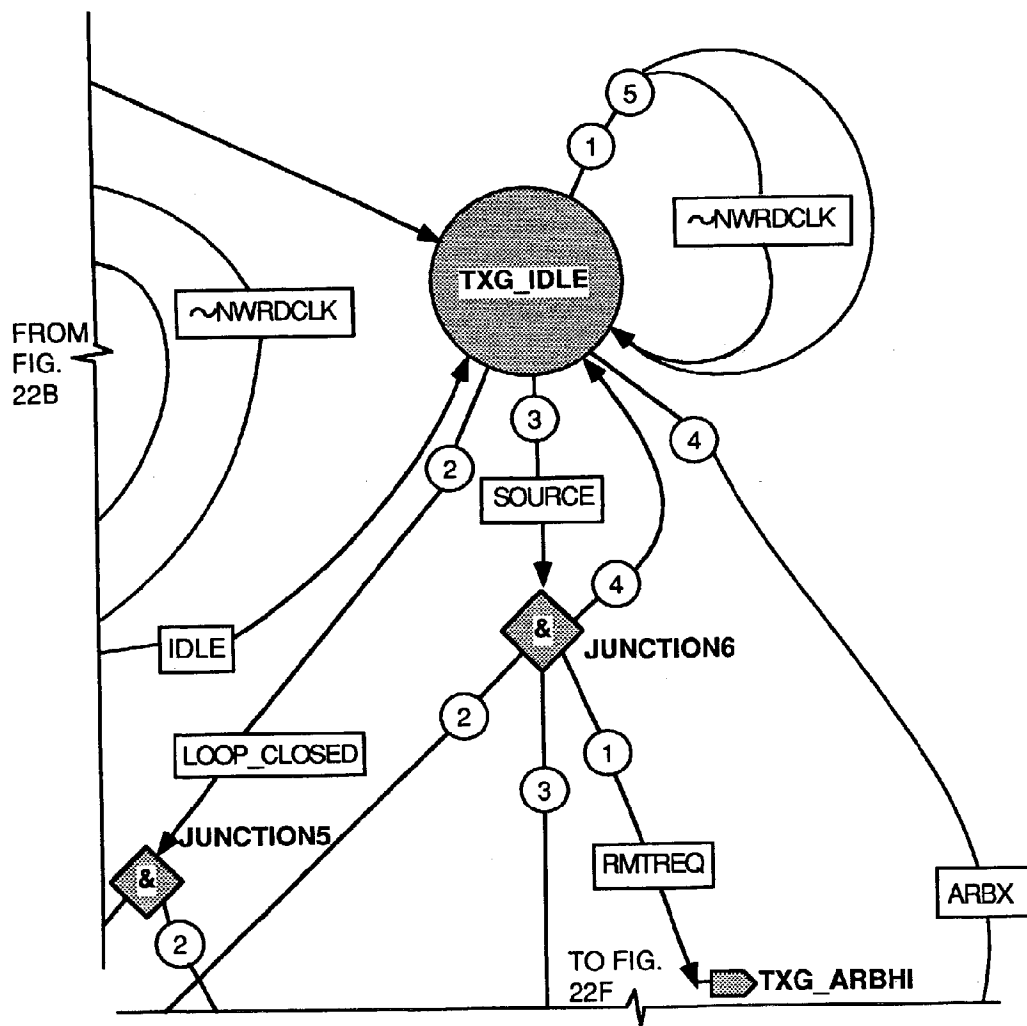 5
1
~NWRDCLK
TXG_IDLE
~NWRDCLK
FROM
FIG.
22B
3
4
2
SOURCE
4
&
JUNCTION6
IDLE
2
1
LOOP_CLOSED
3
JUNCTION5
RMTREQ
&
ARBX
2
TO FIG.
22F
TXG_ARBHI